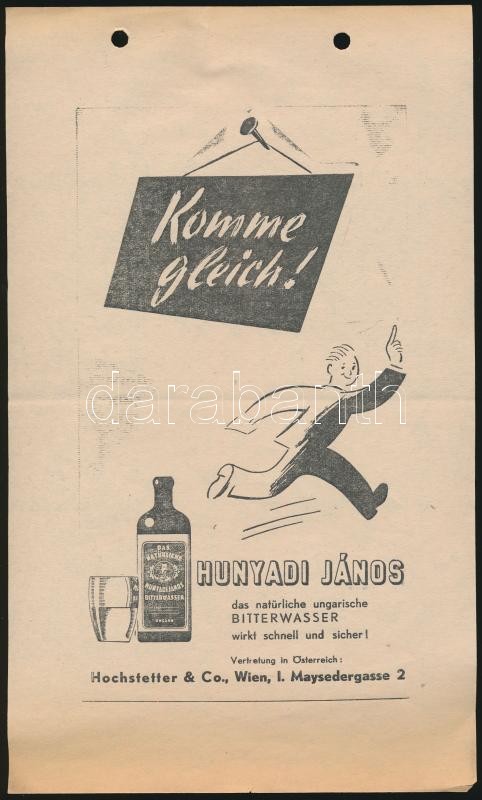 Komme
gleich!
darabanth
DAS
NATÜRLICHE
HUNYADI JÁNOS
BITTERWASSER
HUNYADI JÁNOS
das natürliche ungarische
BITTERWASSER
wirkt schnell und sicher!
Vertretung in Österreich:
Hochstetter & Co., Wien, I. Maysedergasse 2